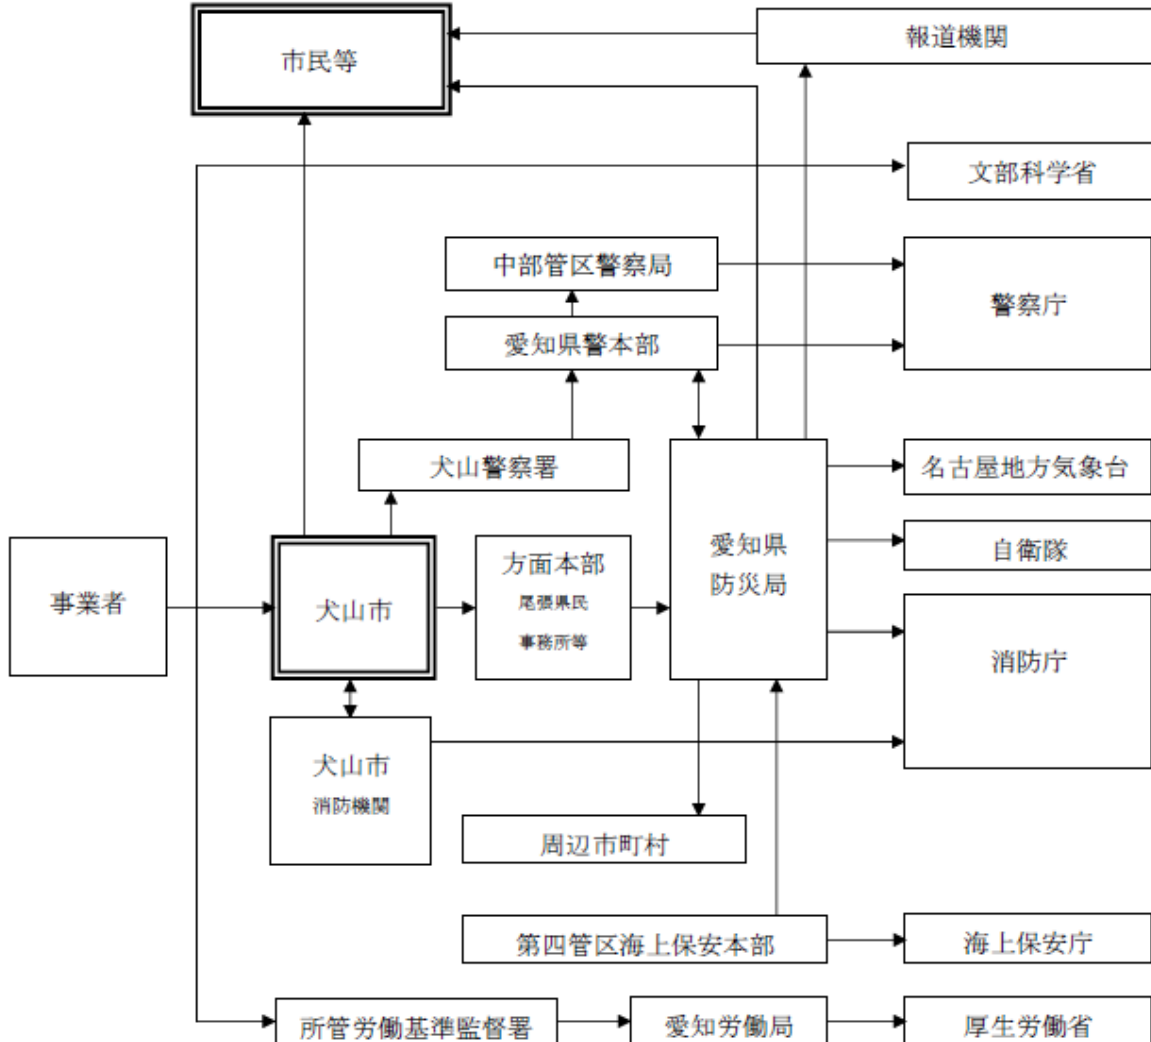 市民等
報道機関
文部科学省
中部管区警察局
警察庁
愛知県警本部
犬山警察署
名古屋地方気象台
愛知県
防災局
自衛隊
事業者
犬山市
方面本部
尾張県民
事務所等
消防庁
犬山市
消防機関
周辺市町村
第四管区海上保安本部
海上保安庁
所管労働基準監督署
愛知労働局
厚生労働省